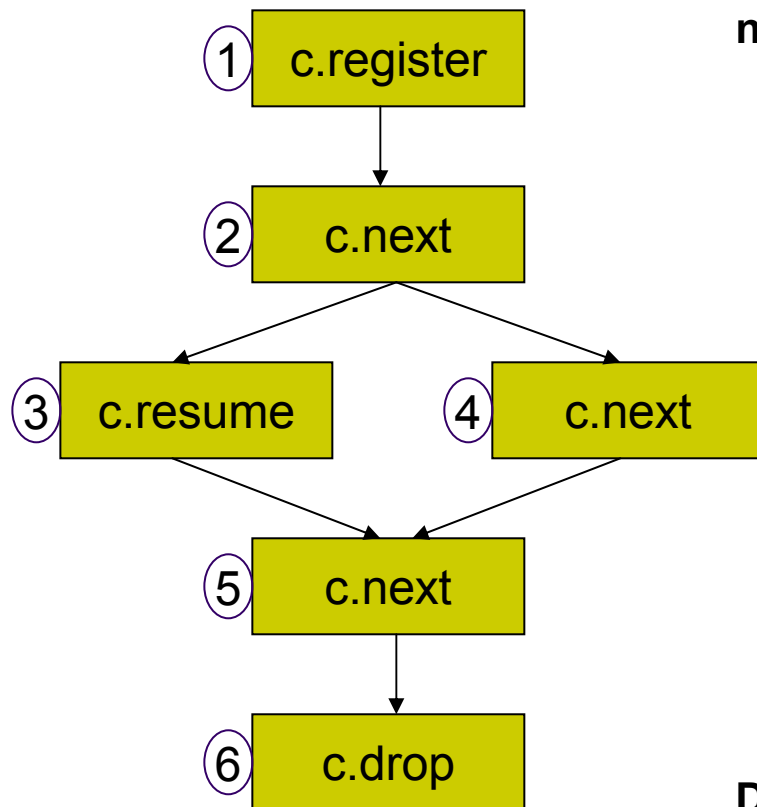 1 c.register
n
2 c.next
3 c.resume
4 c.next
5 c.next
6 c.drop
D